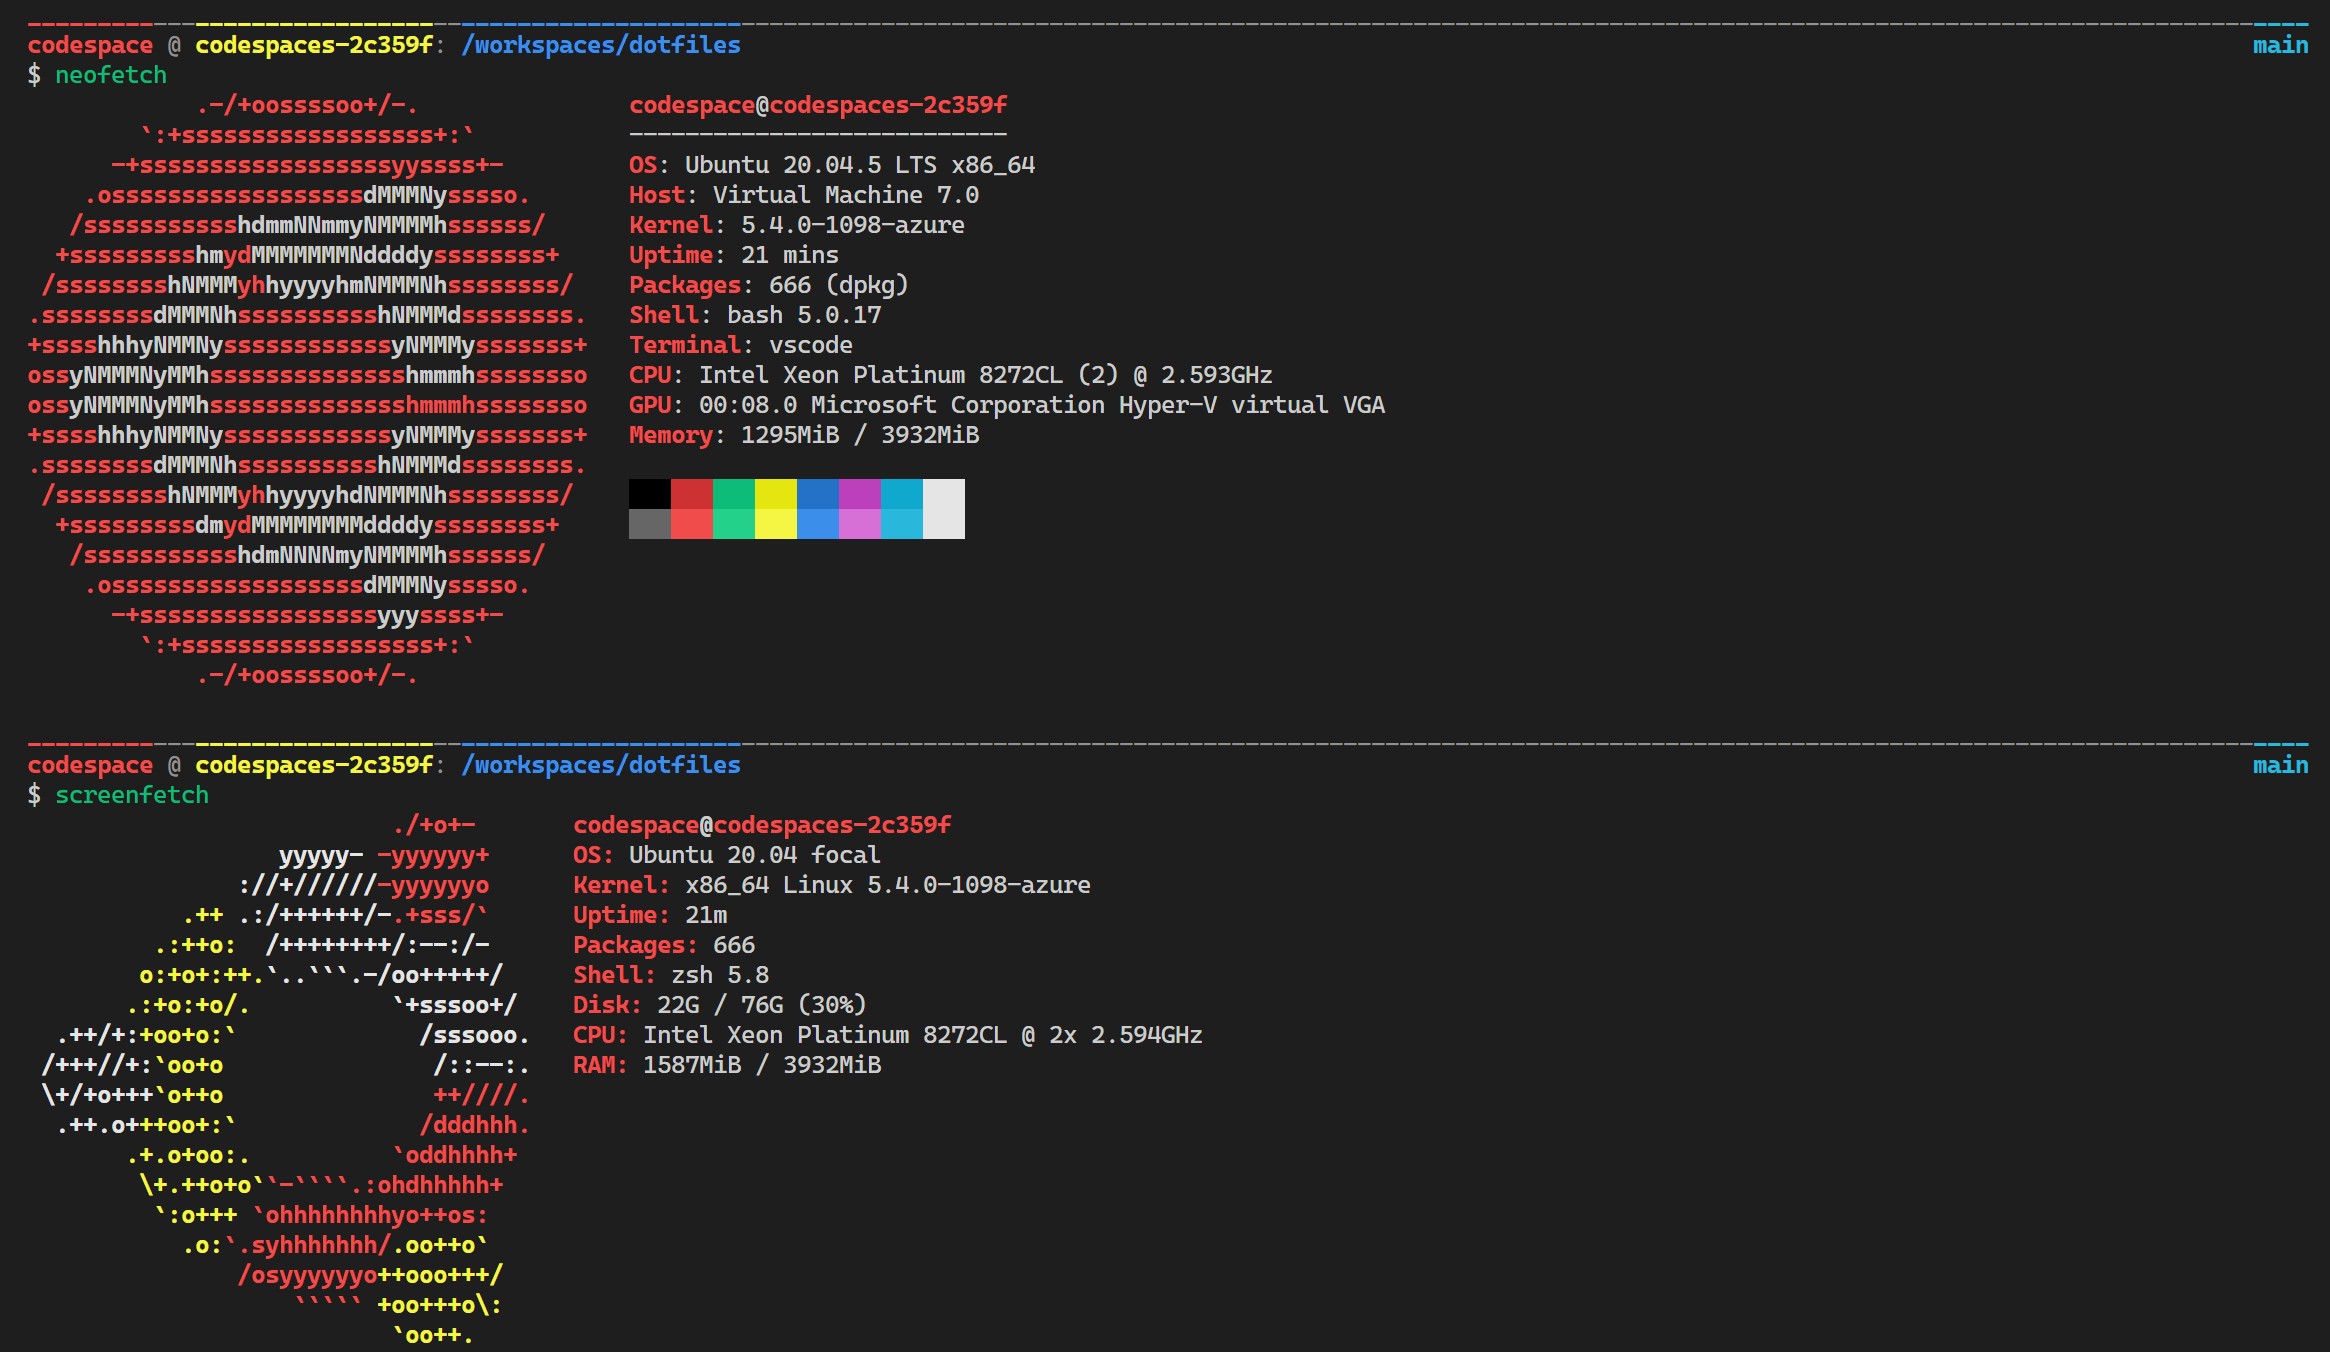 codespace @ codespaces-2c359f: /workspaces/dotfiles main
$ neofetch
.-/+oossssoo+/-. codespace@codespaces-2c359f
`:+ssssssssssssssssss+:` ---------------------------
-+ssssssssssssssssssyyssss+- OS: Ubuntu 20.04.5 LTS x86_64
.ossssssssssssssssssdMMMNysssso. Host: Virtual Machine 7.0
/ssssssssssshdmmNNmmyNMMMMhssssss/ Kernel: 5.4.0-1098-azure
+ssssssssshmydMMMMMMMNddddyssssssss+ Uptime: 21 mins
/sssssssshNMMMyhhyyyyhmNMMMNhssssssss/ Packages: 666 (dpkg)
.ssssssssdMMMNhsssssssssshNMMMdssssssss. Shell: bash 5.0.17
+sssshhhyNMMNyssssssssssssyNMMMysssssss+ Terminal: vscode
ossyNMMMNyMMhsssssssssssssshmmmhssssssso CPU: Intel Xeon Platinum 8272CL (2) @ 2.593GHz
ossyNMMMNyMMhsssssssssssssshmmmhssssssso GPU: 00:08.0 Microsoft Corporation Hyper-V virtual VGA
+sssshhhyNMMNyssssssssssssyNMMMysssssss+ Memory: 1295MiB / 3932MiB
.ssssssssdMMMNhsssssssssshNMMMdssssssss.
/sssssssshNMMMyhhyyyyhdNMMMNhssssssss/
+sssssssssdmydMMMMMMMMddddyssssssss+
/ssssssssssshdmNNNNmyNMMMMhssssss/
.ossssssssssssssssssdMMMNysssso.
-+sssssssssssssssssyyyssss+-
`:+ssssssssssssssssss+:`
.-/+oossssoo+/-.
codespace @ codespaces-2c359f: /workspaces/dotfiles main
$ screenfetch
./+o+- codespace@codespaces-2c359f
yyyyy- -yyyyyy+ OS: Ubuntu 20.04 focal
://+//////-yyyyyyo Kernel: x86_64 Linux 5.4.0-1098-azure
.++ .:/++++++/-.+sss/` Uptime: 21m
.:++o: /++++++++/:--:/- Packages: 666
o:+o+:++.`..```.-/oo+++++/ Shell: zsh 5.8
.:+o:+o/. `+sssoo+/ Disk: 22G / 76G (30%)
.++/+:+oo+o:` /sssooo. CPU: Intel Xeon Platinum 8272CL @ 2x 2.594GHz
/+++//+:`oo+o /::--:. RAM: 1587MiB / 3932MiB
\+/+o+++`o++o ++////.
.++.o+++oo+:` /dddhhh.
.+.o+oo:. `oddhhhh+
\+.++o+o``-````.:ohdhhhhh+
`:o+++ `ohhhhhhhhyo++os:
.o:`.syhhhhhhh/.oo++o`
/osyyyyyyo++ooo+++/
````` +oo+++o\:
`oo++.